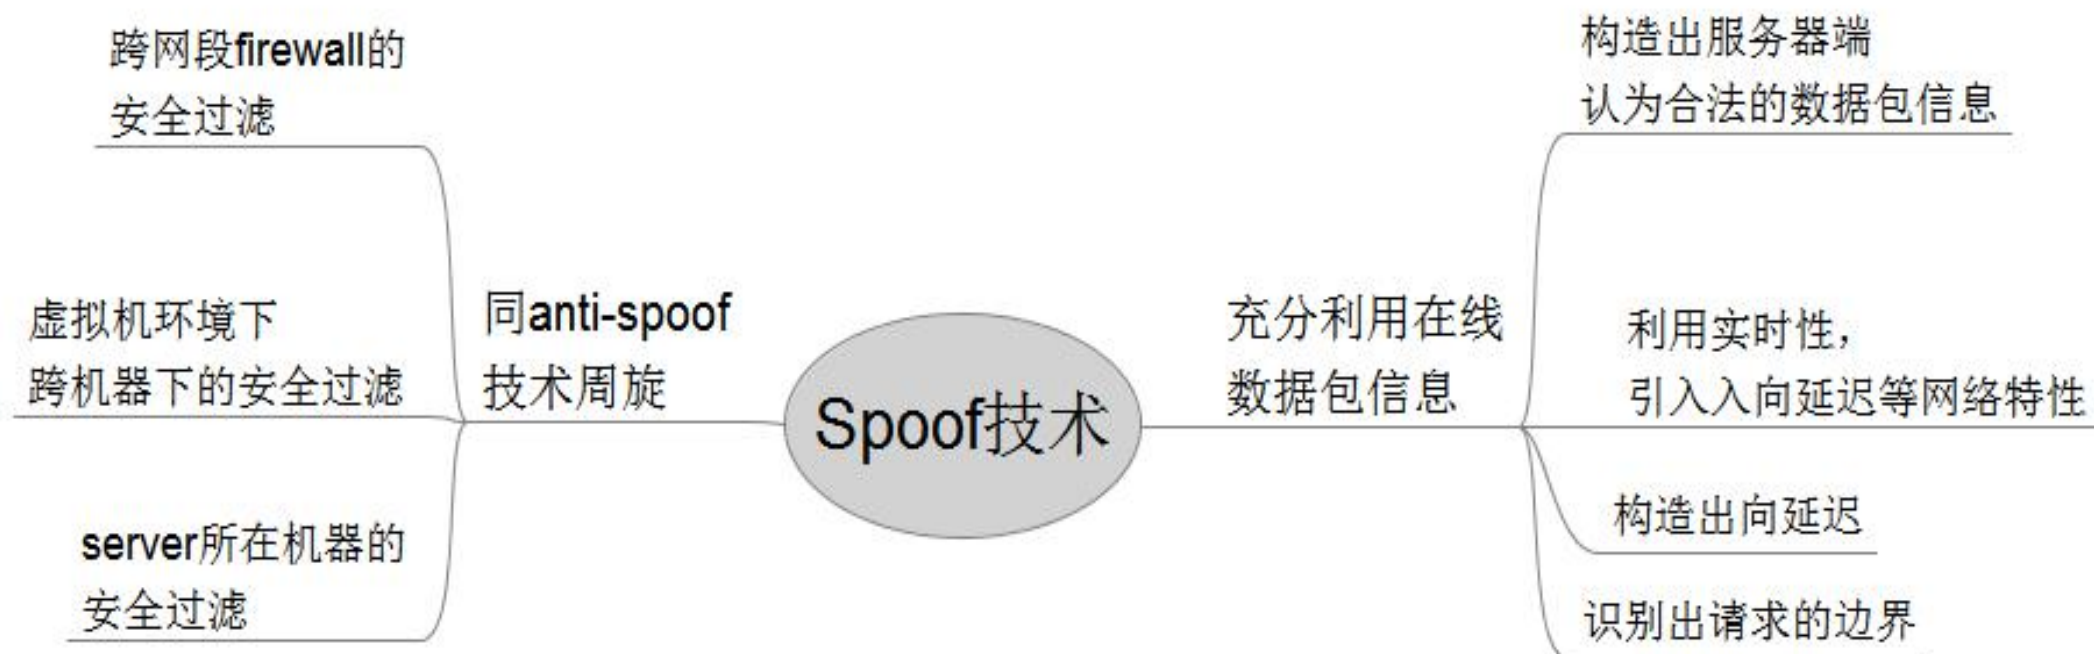 跨网段firewall的
安全过滤
虚拟机环境下
跨机器下的安全过滤
server所在机器的
安全过滤
同anti-spoof
技术周旋
Spoof技术
充分利用在线
数据包信息
构造出服务器端
认为合法的数据包信息
利用实时性，
引入入向延迟等网络特性
构造出向延迟
识别出请求的边界